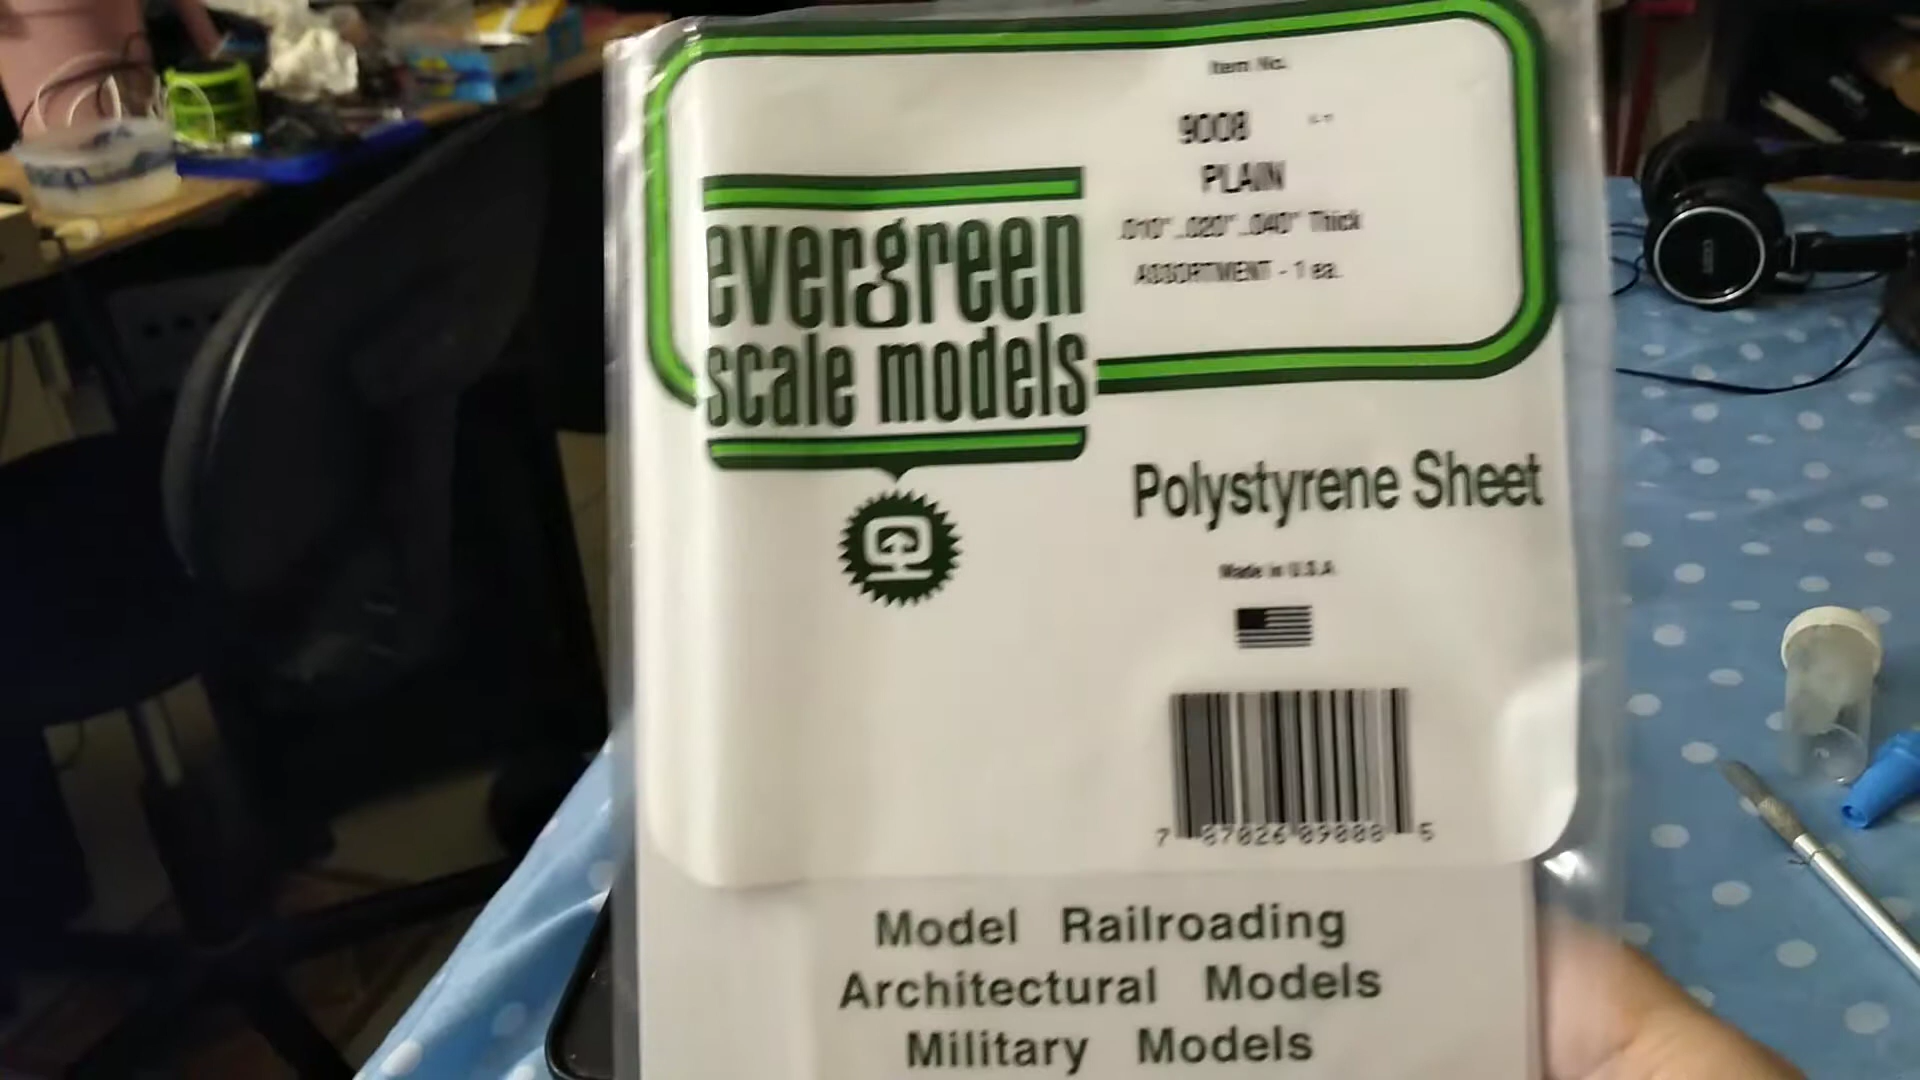 Item No.
9008
PLAIN
.010" .020" .040" Thick
ASSORTMENT - 1 ea.
evergreen
scale models
Polystyrene Sheet
Made in U.S.A
Model Railroading
Architectural Models
Military Models